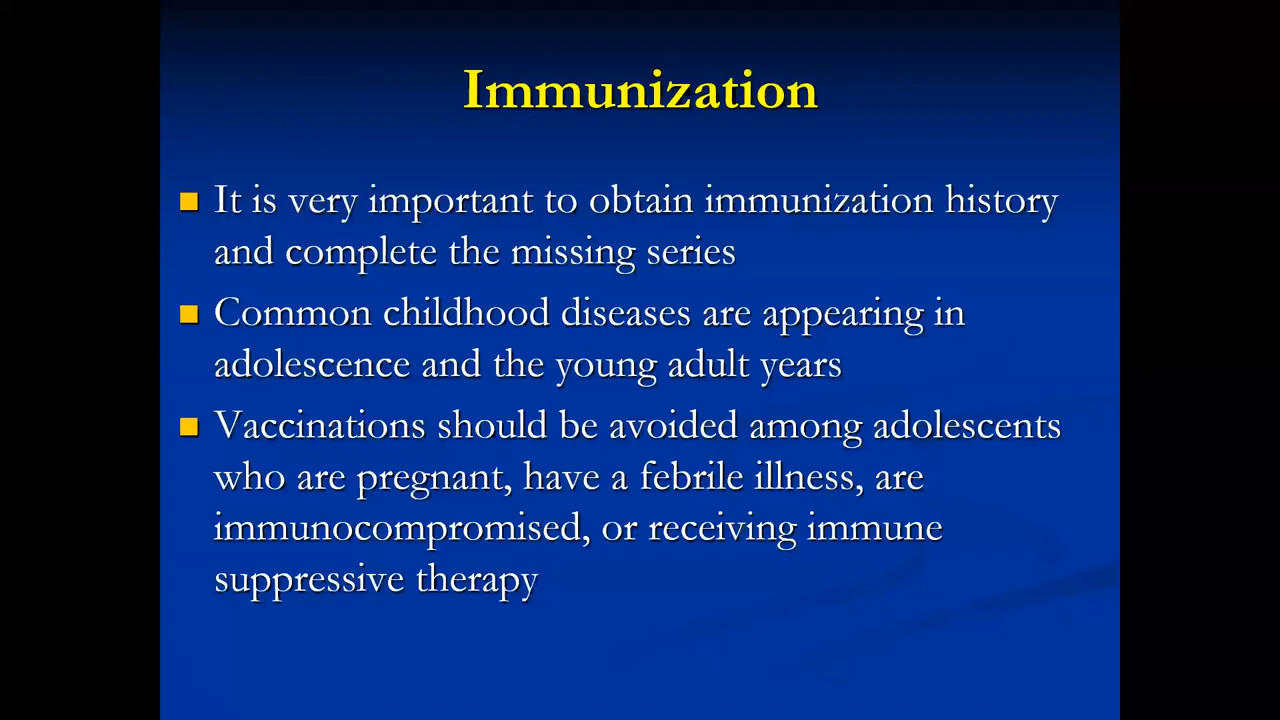 Immunization
It is very important to obtain immunization history
and complete the missing series
Common childhood diseases are appearing in
adolescence and the young adult years
Vaccinations should be avoided among adolescents
who are pregnant, have a febrile illness, are
immunocompromised, or receiving immune
suppressive therapy